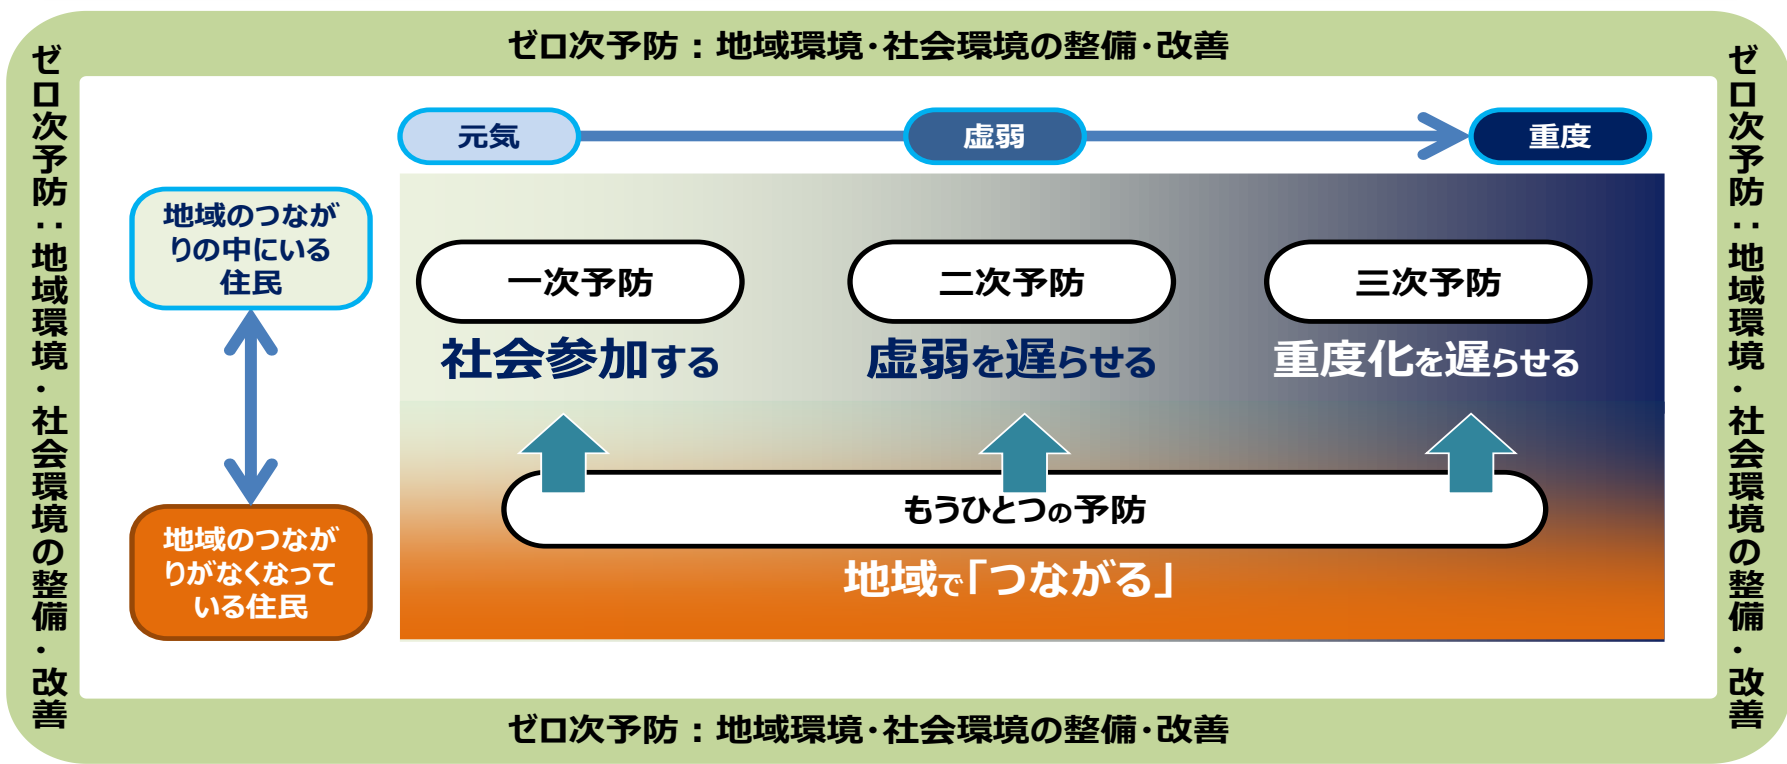 ゼロ次予防：地域環境・社会環境の整備・改善
ゼロ次予防：地域環境・社会環境の整備・改善
ゼロ次予防：地域環境・社会環境の整備・改善
元気
虚弱
重度
地域のつなが
りの中にいる
住民
一次予防
二次予防
三次予防
社会参加する
虚弱を遅らせる
重度化を遅らせる
もうひとつの予防
地域で「つながる」
地域のつなが
りがなくなって
いる住民
ゼロ次予防：地域環境・社会環境の整備・改善